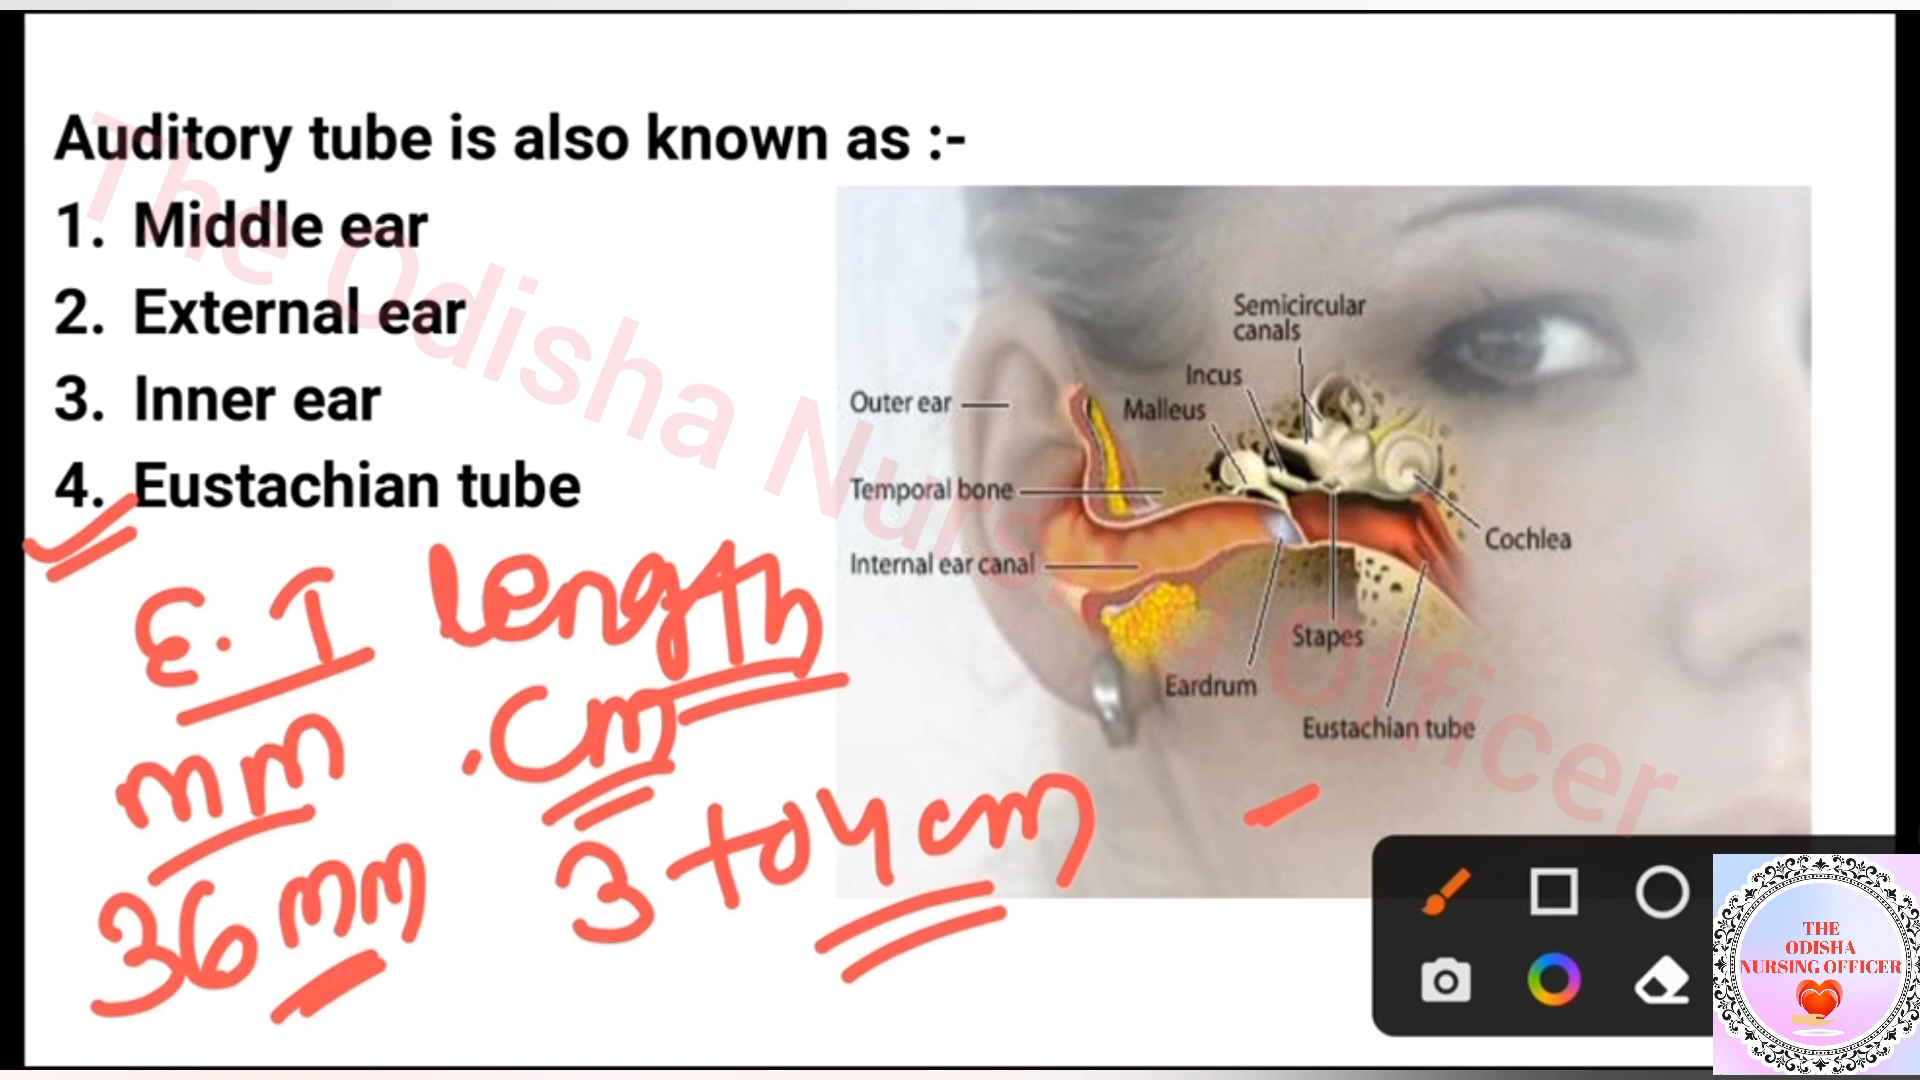 Auditory tube is also known as :-
1. Middle ear
2. External ear
3. Inner ear
4. Eustachian tube
E.T length
mm .cm
36 mm 3 to 4 cm
Semicircular
canals
Incus
Malleus
Outer ear
Temporal bone
Internal ear canal
Cochlea
Stapes
Eardrum
Eustachian tube
The Odisha Nursing Officer
THE
ODISHA
NURSING OFFICER